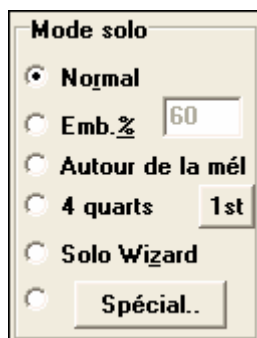 Mode solo
Normal
Emb.% 60
Autour de la mél
4 quarts 1st
Solo Wizard
Spécial..